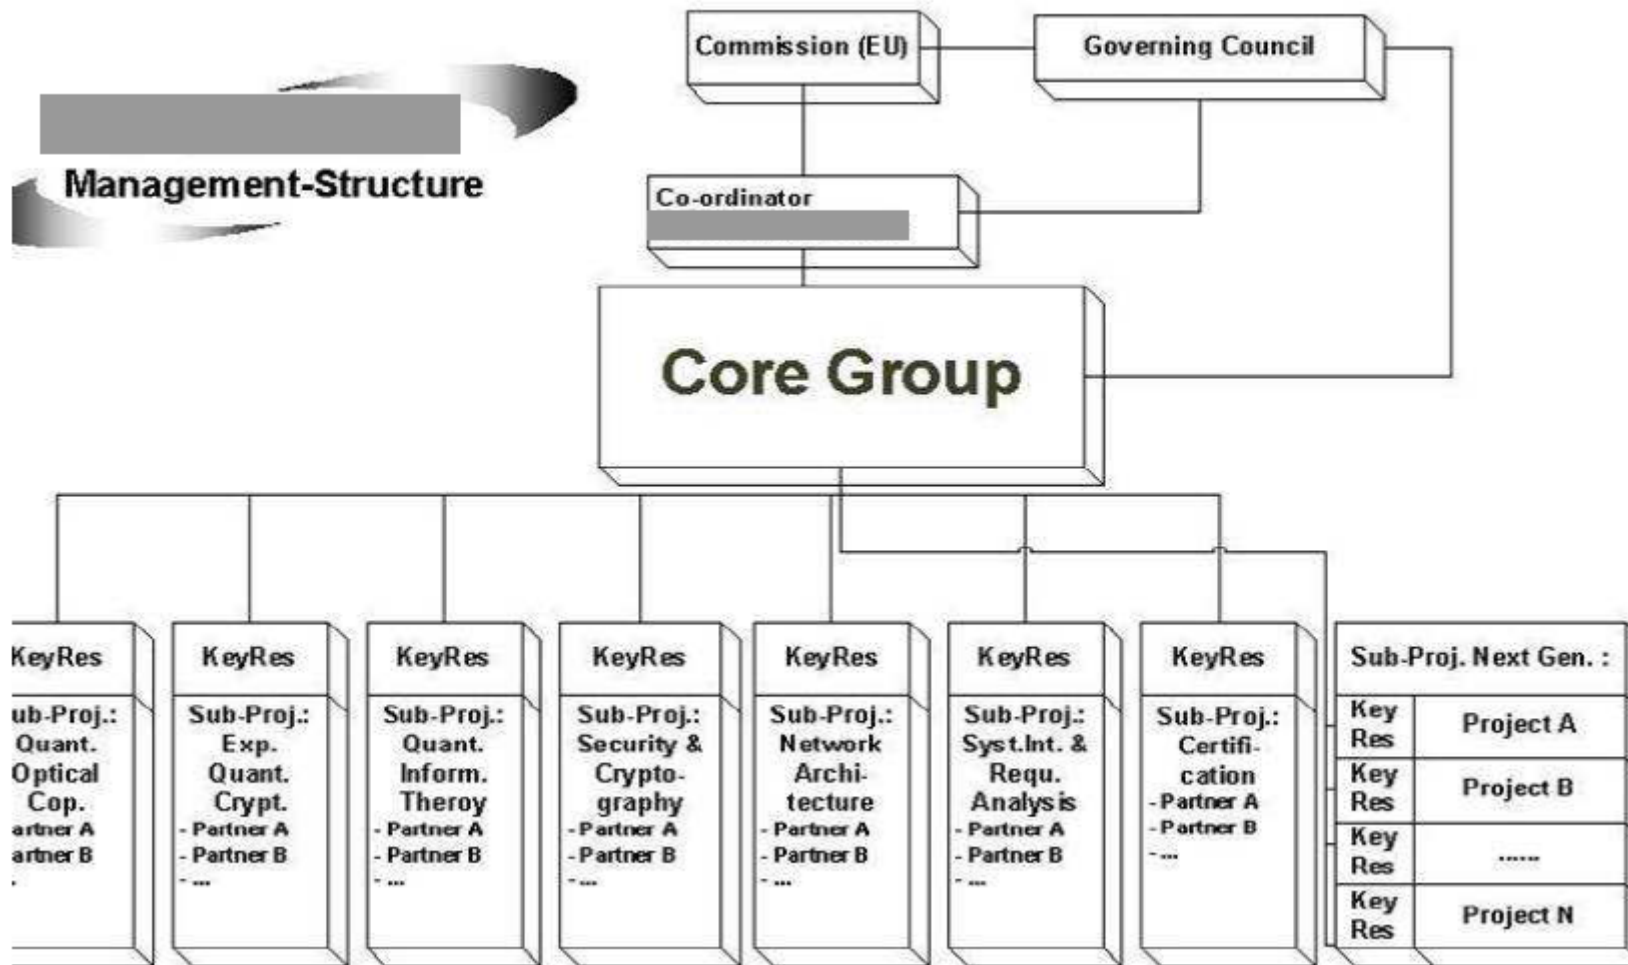 Commission (EU)
Governing Council
Management-Structure
Co-ordinator
Core Group
KeyRes
ub-Proj.:
Quant.
Optical
Cop.
artner A
artner B
.
KeyRes
Sub-Proj.:
Exp.
Quant.
Crypt.
- Partner A
- Partner B
- ...
KeyRes
Sub-Proj.:
Quant.
Inform.
Theroy
- Partner A
- Partner B
- ...
KeyRes
Sub-Proj.:
Security &
Crypto-
graphy
- Partner A
- Partner B
- ...
KeyRes
Sub-Proj.:
Network
Archi-
tecture
- Partner A
- Partner B
- ...
KeyRes
Sub-Proj.:
Syst.Int. &
Requ.
Analysis
- Partner A
- Partner B
- ...
KeyRes
Sub-Proj.:
Certifi-
cation
- Partner A
- Partner B
- ...
Sub-Proj. Next Gen. :
Key
Res
Project A
Key
Res
Project B
Key
Res
......
Key
Res
Project N